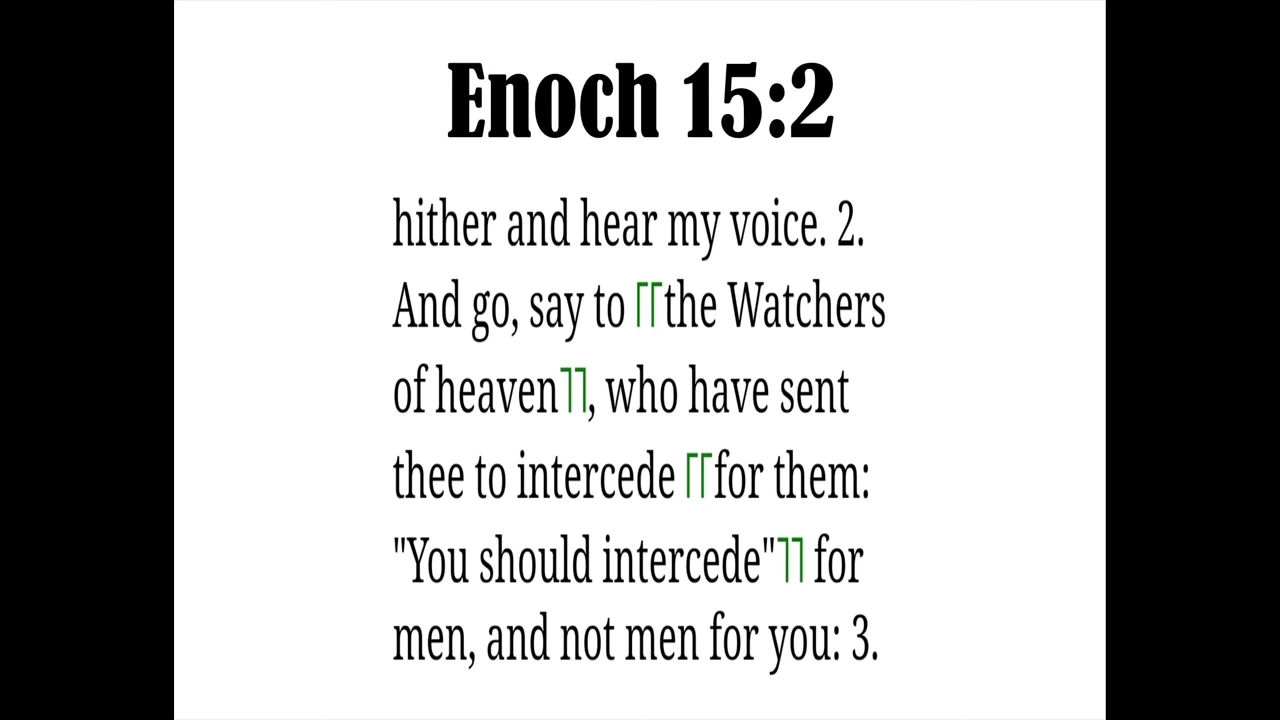 Enoch 15:2
hither and hear my voice. 2.
And go, say to ⌈⌈the Watchers
of heaven⌉⌉, who have sent
thee to intercede ⌈⌈for them:
"You should intercede"⌉⌉ for
men, and not men for you: 3.